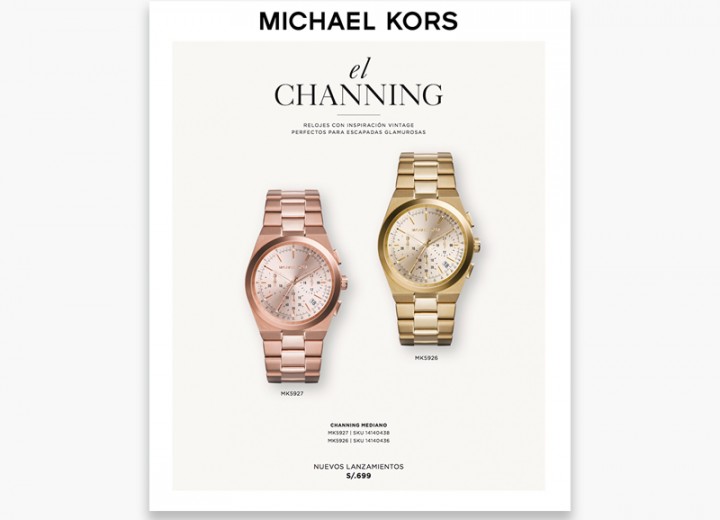 MICHAEL KORS
el
CHANNING
RELOJES CON INSPIRACIÓN VINTAGE
PERFECTOS PARA ESCAPADAS GLAMUROSAS
MK5926
MK5927
CHANNING MEDIANO
MK5927 | SKU 14140438
MK5926 | SKU 14140436
NUEVOS LANZAMIENTOS
S/.699